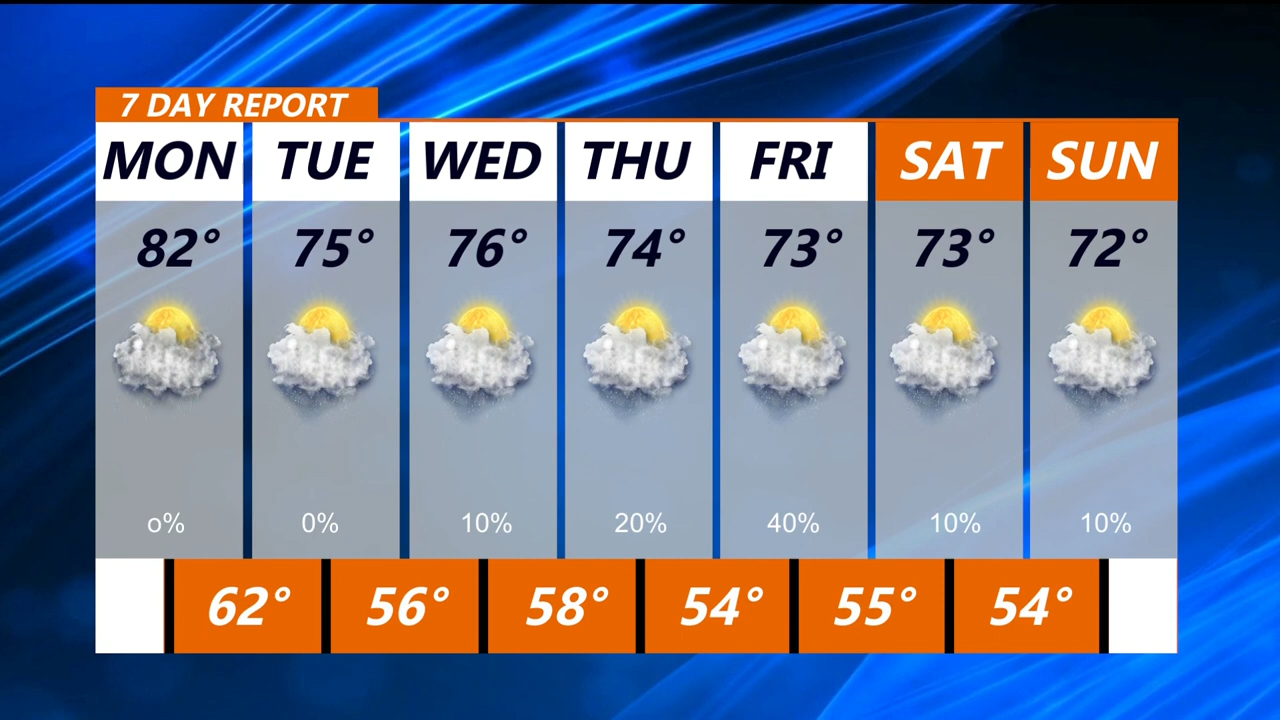 7 DAY REPORT
MON TUE WED THU FRI SAT SUN
82° 75° 76° 74° 73° 73° 72°
o% 0% 10% 20% 40% 10% 10%
62° 56° 58° 54° 55° 54°